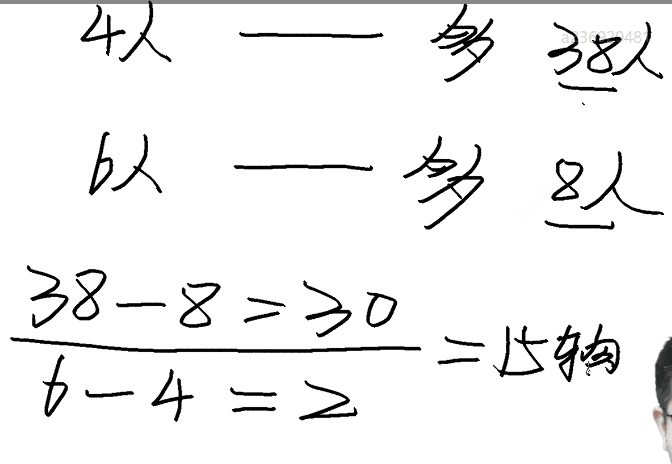 4人 —— 多 38人
6人 —— 多 8人
38-8=30
6-4=2
=15辆